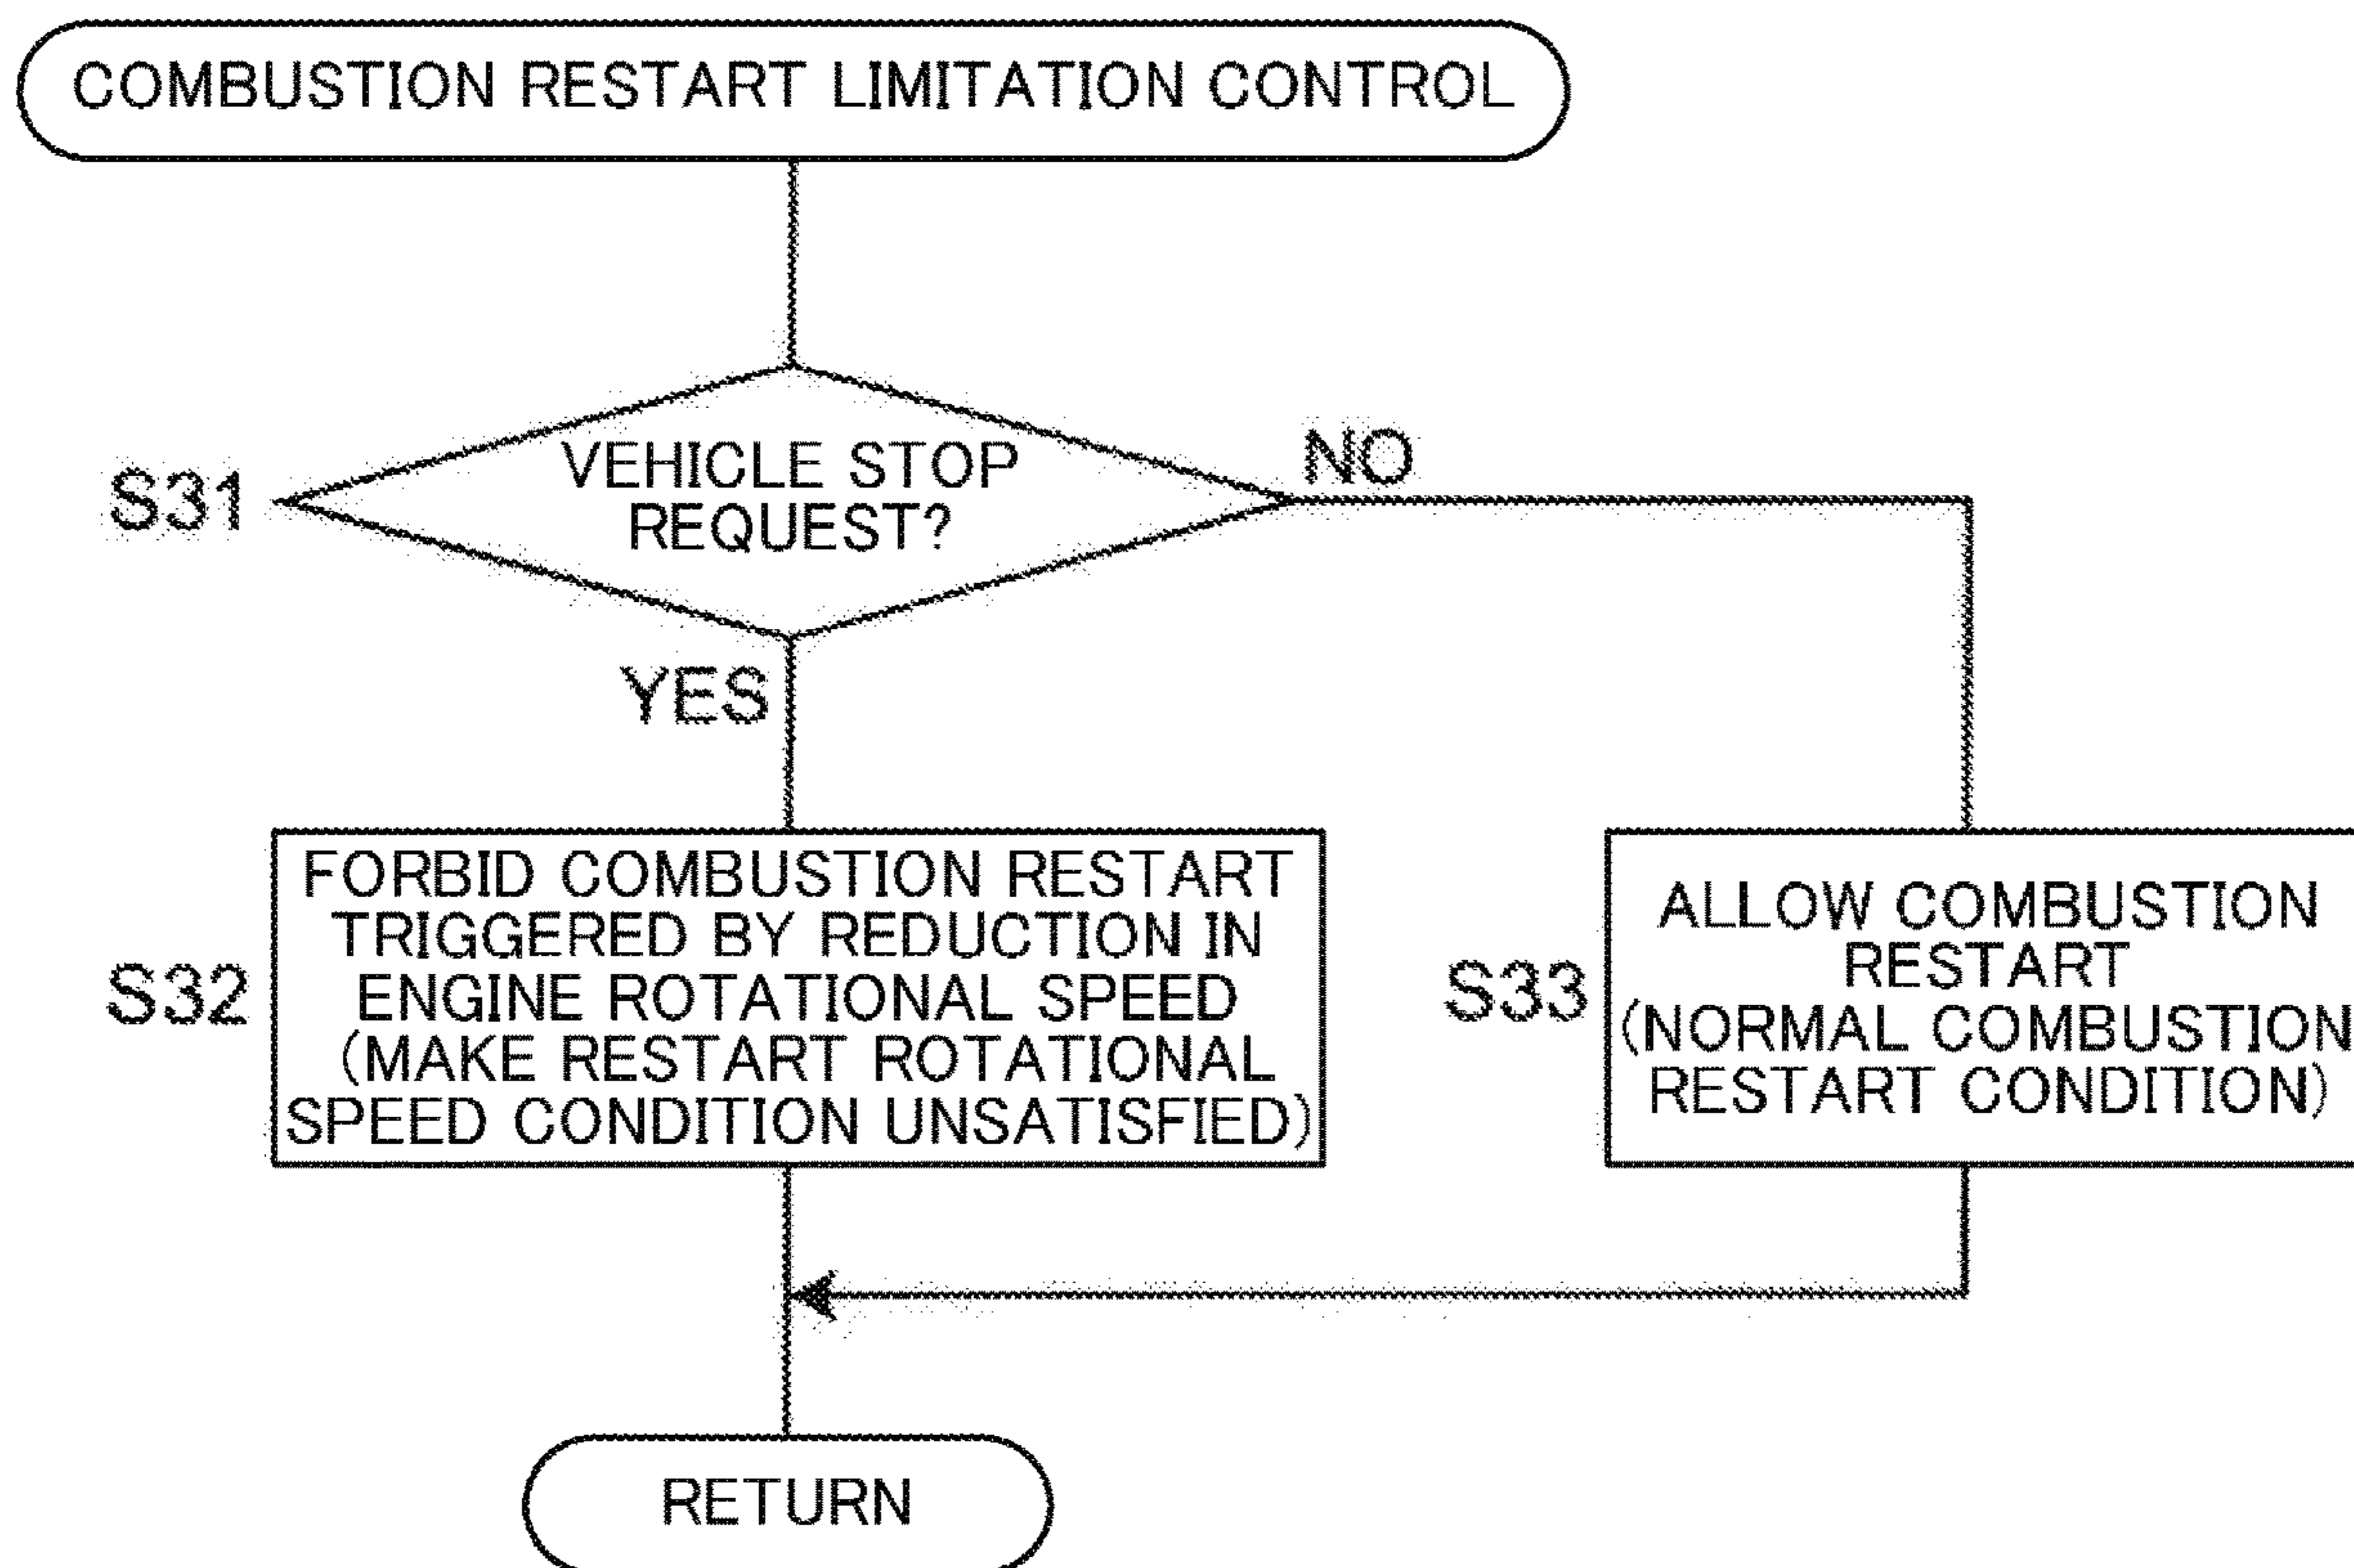 COMBUSTION RESTART LIMITATION CONTROL
S31
VEHICLE STOP
REQUEST?
NO
YES
S32
FORBID COMBUSTION RESTART
TRIGGERED BY REDUCTION IN
ENGINE ROTATIONAL SPEED
(MAKE RESTART ROTATIONAL
SPEED CONDITION UNSATISFIED)
S33
ALLOW COMBUSTION
RESTART
(NORMAL COMBUSTION
RESTART CONDITION)
RETURN